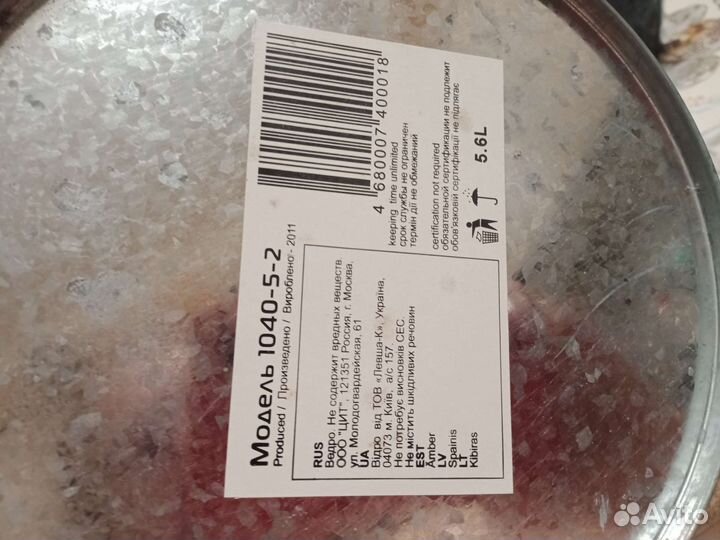 Модель 1040-5-2
Produced / Произведено / Вироблено - 2011
RUS
Ведро. Не содержит вредных веществ
ООО "ЦИТ", 121351 Россия, г. Москва,
ул. Молодогвардейская, 61
UA
Відро. від ТОВ «Левша-К», Україна,
04073 м. Київ, а/с 157.
Не потребує висновків СЕС.
Не містить шкідливих речовин
EST
Ämber
LV
Spainis
LT
Kibiras
4 680007 400018
keeping time unlimited
срок службы не ограничен
термін дії не обмежаний
certification not required
обязательной сертификации не подлежит
обов'язковій сертифікації не підлягає
5.6L
Avito